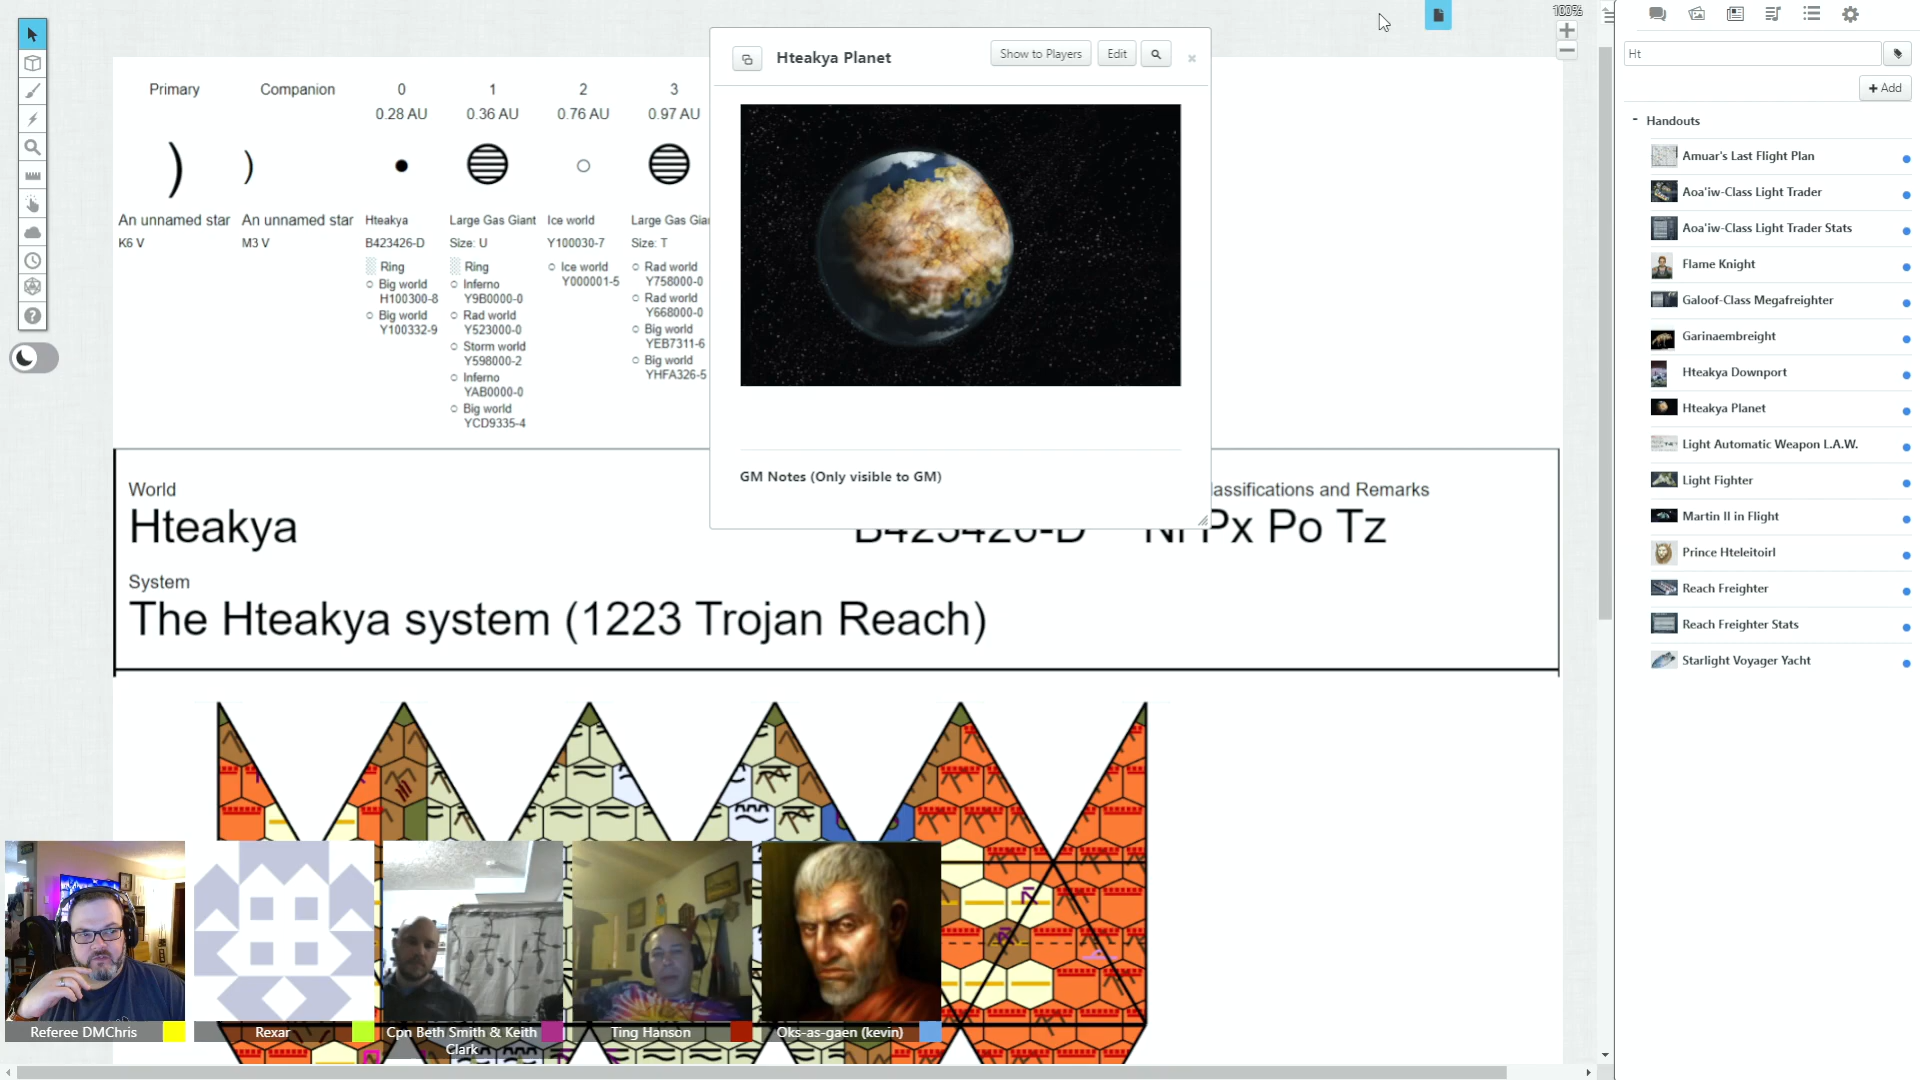 100%
Hteakya Planet
Show to Players
Edit
Ht
Add
Primary
Companion
0
1
2
3
0.28 AU
0.36 AU
0.76 AU
0.97 AU
An unnamed star
An unnamed star
Hteakya
Large Gas Giant
Ice world
Large Gas Gia
K6 V
M3 V
B423426-D
Size: U
Y100030-7
Size: T
Ring
Big world
H100300-8
Big world
Y100332-9
Ring
Inferno
Y9B0000-0
Rad world
Y523000-0
Storm world
Y598000-2
Inferno
YAB0000-0
Big world
YCD9335-4
Ice world
Y000001-5
Rad world
Y758000-0
Rad world
Y668000-0
Big world
YEB7311-6
Big world
YHFA326-5
GM Notes (Only visible to GM)
World
Hteakya
lassifications and Remarks
B423426-D
Px Po Tz
System
The Hteakya system (1223 Trojan Reach)
Handouts
Amuar's Last Flight Plan
Aoa'iw-Class Light Trader
Aoa'iw-Class Light Trader Stats
Flame Knight
Galoof-Class Megafreighter
Garinaembreight
Hteakya Downport
Hteakya Planet
Light Automatic Weapon L.A.W.
Light Fighter
Martin II in Flight
Prince Hteleitoirl
Reach Freighter
Reach Freighter Stats
Starlight Voyager Yacht
Referee DMChris
Rexar
Cpn Beth Smith & Keith
Clark
Ting Hanson
Oks-as-gaen (kevin)